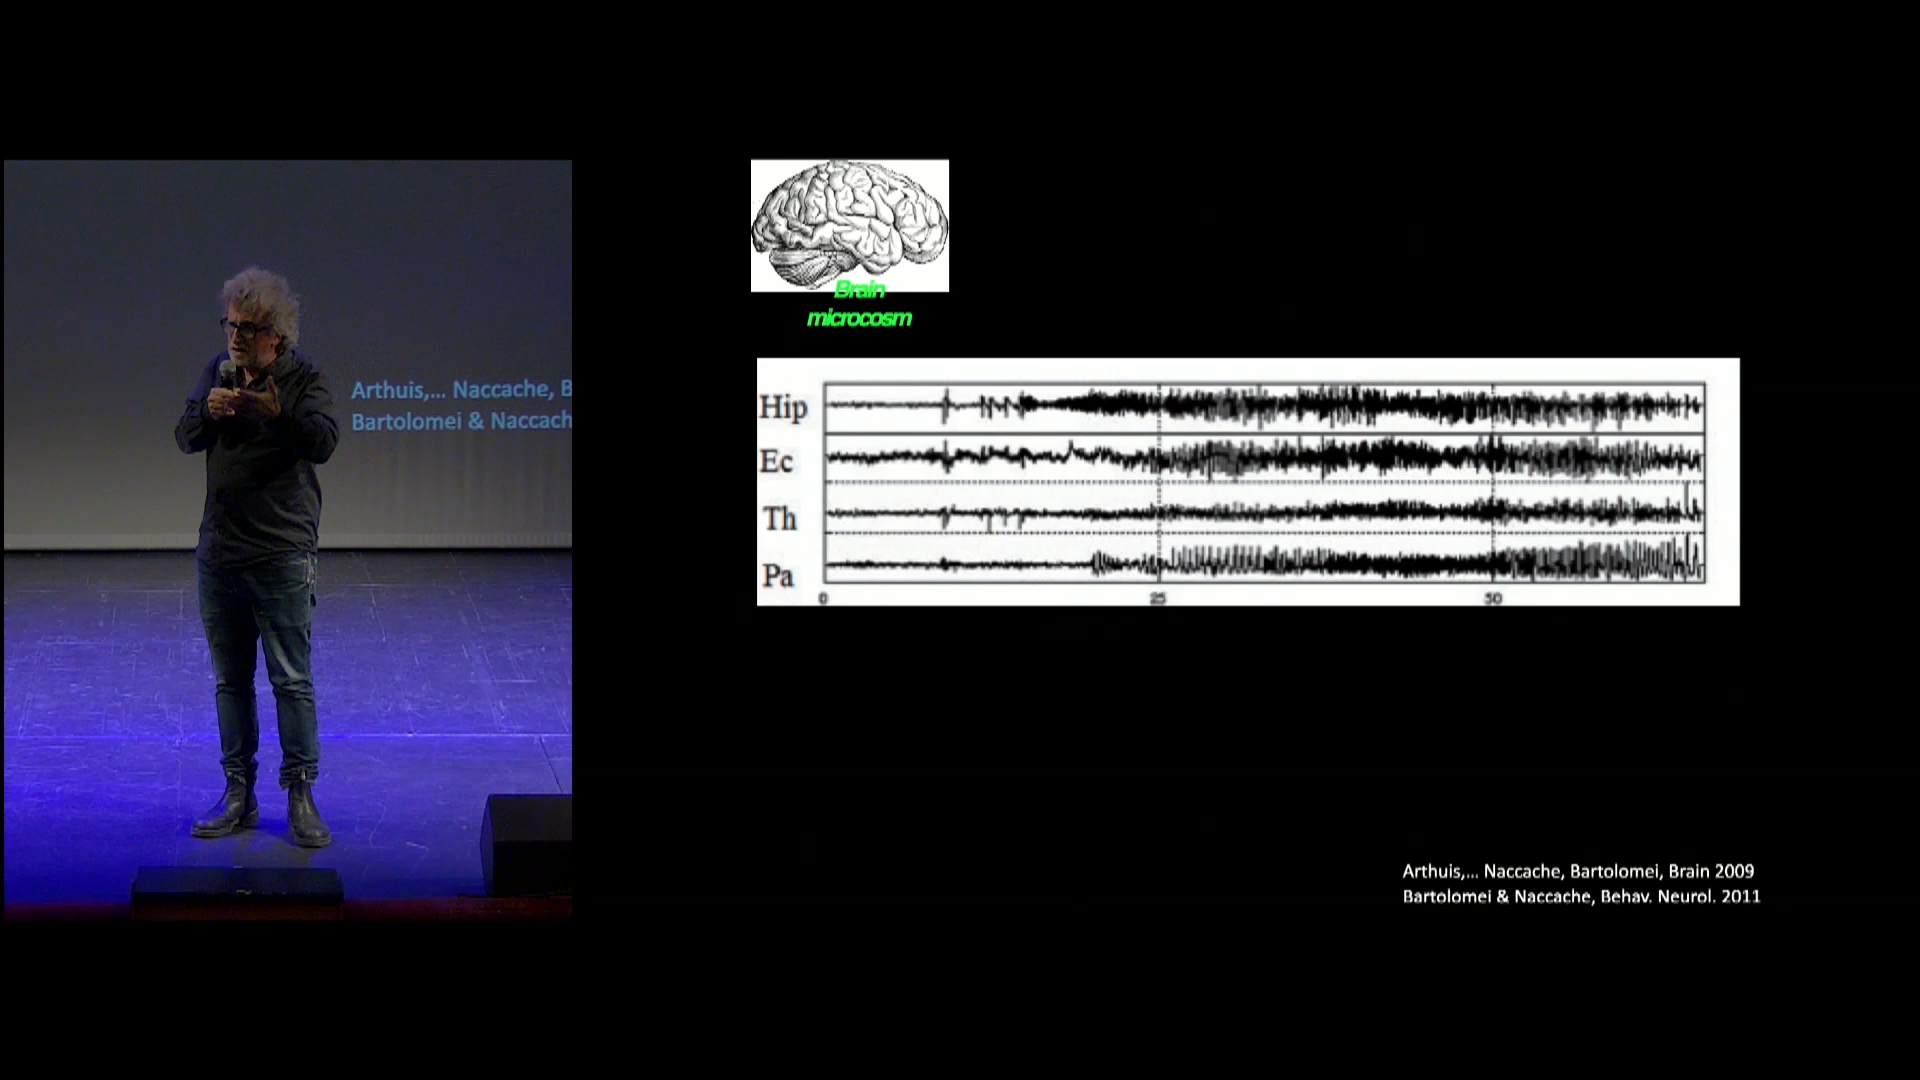 Arthuis,... Naccache, B
Bartolomei & Naccach
Brain
microcosm
Hip
Ec
Th
Pa
0
25
50
Arthuis,... Naccache, Bartolomei, Brain 2009
Bartolomei & Naccache, Behav. Neurol. 2011